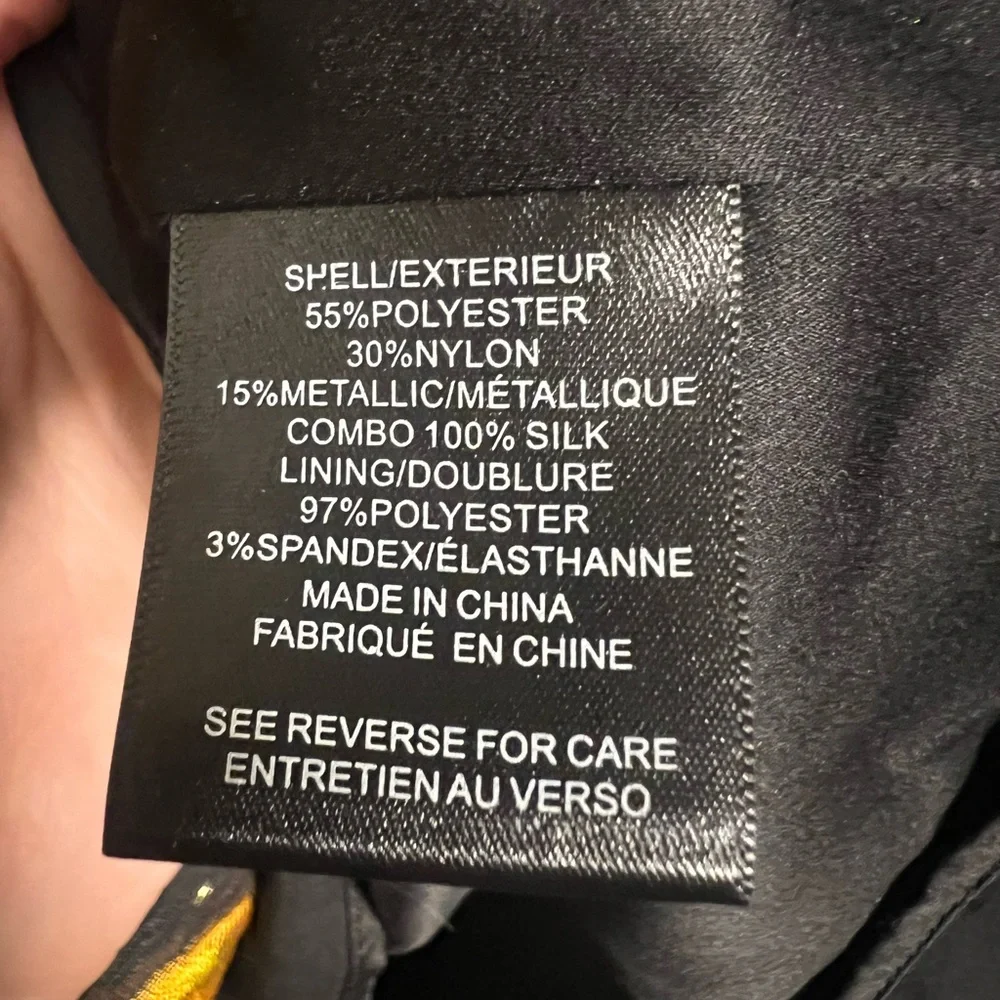 SHELL/EXTERIEUR
55%POLYESTER
30%NYLON
15%METALLIC/MÉTALLIQUE
COMBO 100% SILK
LINING/DOUBLURE
97%POLYESTER
3%SPANDEX/ÉLASTHANNE
MADE IN CHINA
FABRIQUÉ EN CHINE
SEE REVERSE FOR CARE
ENTRETIEN AU VERSO